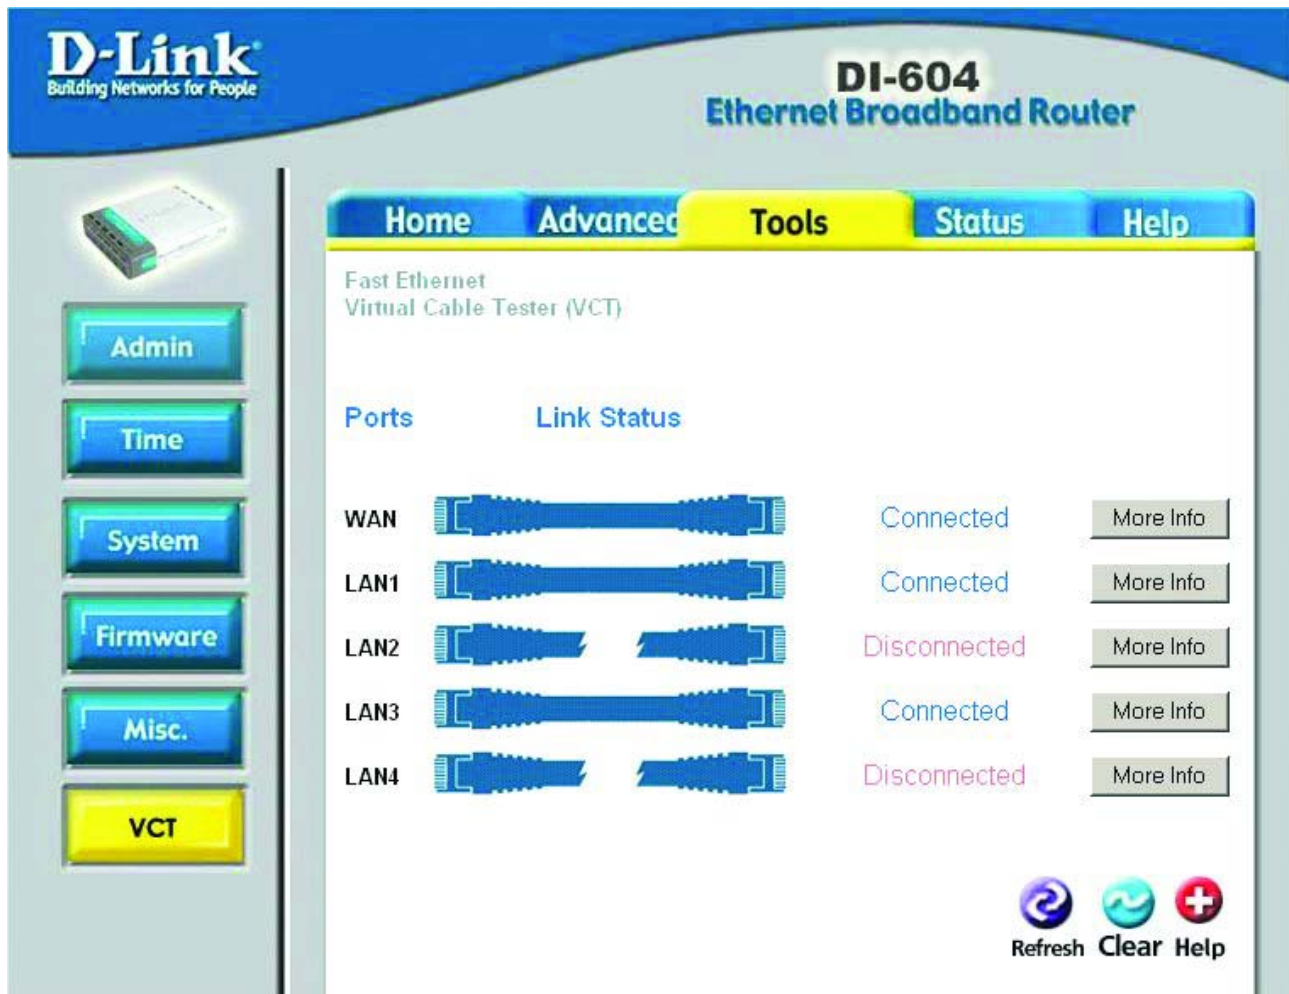 D-Link
Building Networks for People
DI-604
Ethernet Broadband Router
Home Advanced Tools Status Help
Fast Ethernet
Virtual Cable Tester (VCT)
Admin
Time
System
Firmware
Misc.
VCT
Ports Link Status
WAN Connected More Info
LAN1 Connected More Info
LAN2 Disconnected More Info
LAN3 Connected More Info
LAN4 Disconnected More Info
Refresh Clear Help